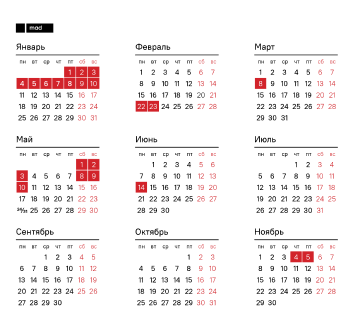 mod
Январь
пн вт ср чт пт сб вс
1 2 3
4 5 6 7 8 9 10
11 12 13 14 15 16 17
18 19 20 21 22 23 24
25 26 27 28 29 30 31
Февраль
пн вт ср чт пт сб вс
1 2 3 4 5 6 7
8 9 10 11 12 13 14
15 16 17 18 19 20 21
22 23 24 25 26 27 28
Март
пн вт ср чт пт сб вс
1 2 3 4 5 6 7
8 9 10 11 12 13 14
15 16 17 18 19 20 21
22 23 24 25 26 27 28
29 30 31
Май
пн вт ср чт пт сб вс
1 2
3 4 5 6 7 8 9
10 11 12 13 14 15 16
17 18 19 20 21 22 23
24/31 25 26 27 28 29 30
Июнь
пн вт ср чт пт сб вс
1 2 3 4 5 6
7 8 9 10 11 12 13
14 15 16 17 18 19 20
21 22 23 24 25 26 27
28 29 30
Июль
пн вт ср чт пт сб вс
1 2 3 4
5 6 7 8 9 10 11
12 13 14 15 16 17 18
19 20 21 22 23 24 25
26 27 28 29 30 31
Сентябрь
пн вт ср чт пт сб вс
1 2 3 4 5
6 7 8 9 10 11 12
13 14 15 16 17 18 19
20 21 22 23 24 25 26
27 28 29 30
Октябрь
пн вт ср чт пт сб вс
1 2 3
4 5 6 7 8 9 10
11 12 13 14 15 16 17
18 19 20 21 22 23 24
25 26 27 28 29 30 31
Ноябрь
пн вт ср чт пт сб вс
1 2 3 4 5 6 7
8 9 10 11 12 13 14
15 16 17 18 19 20 21
22 23 24 25 26 27 28
29 30